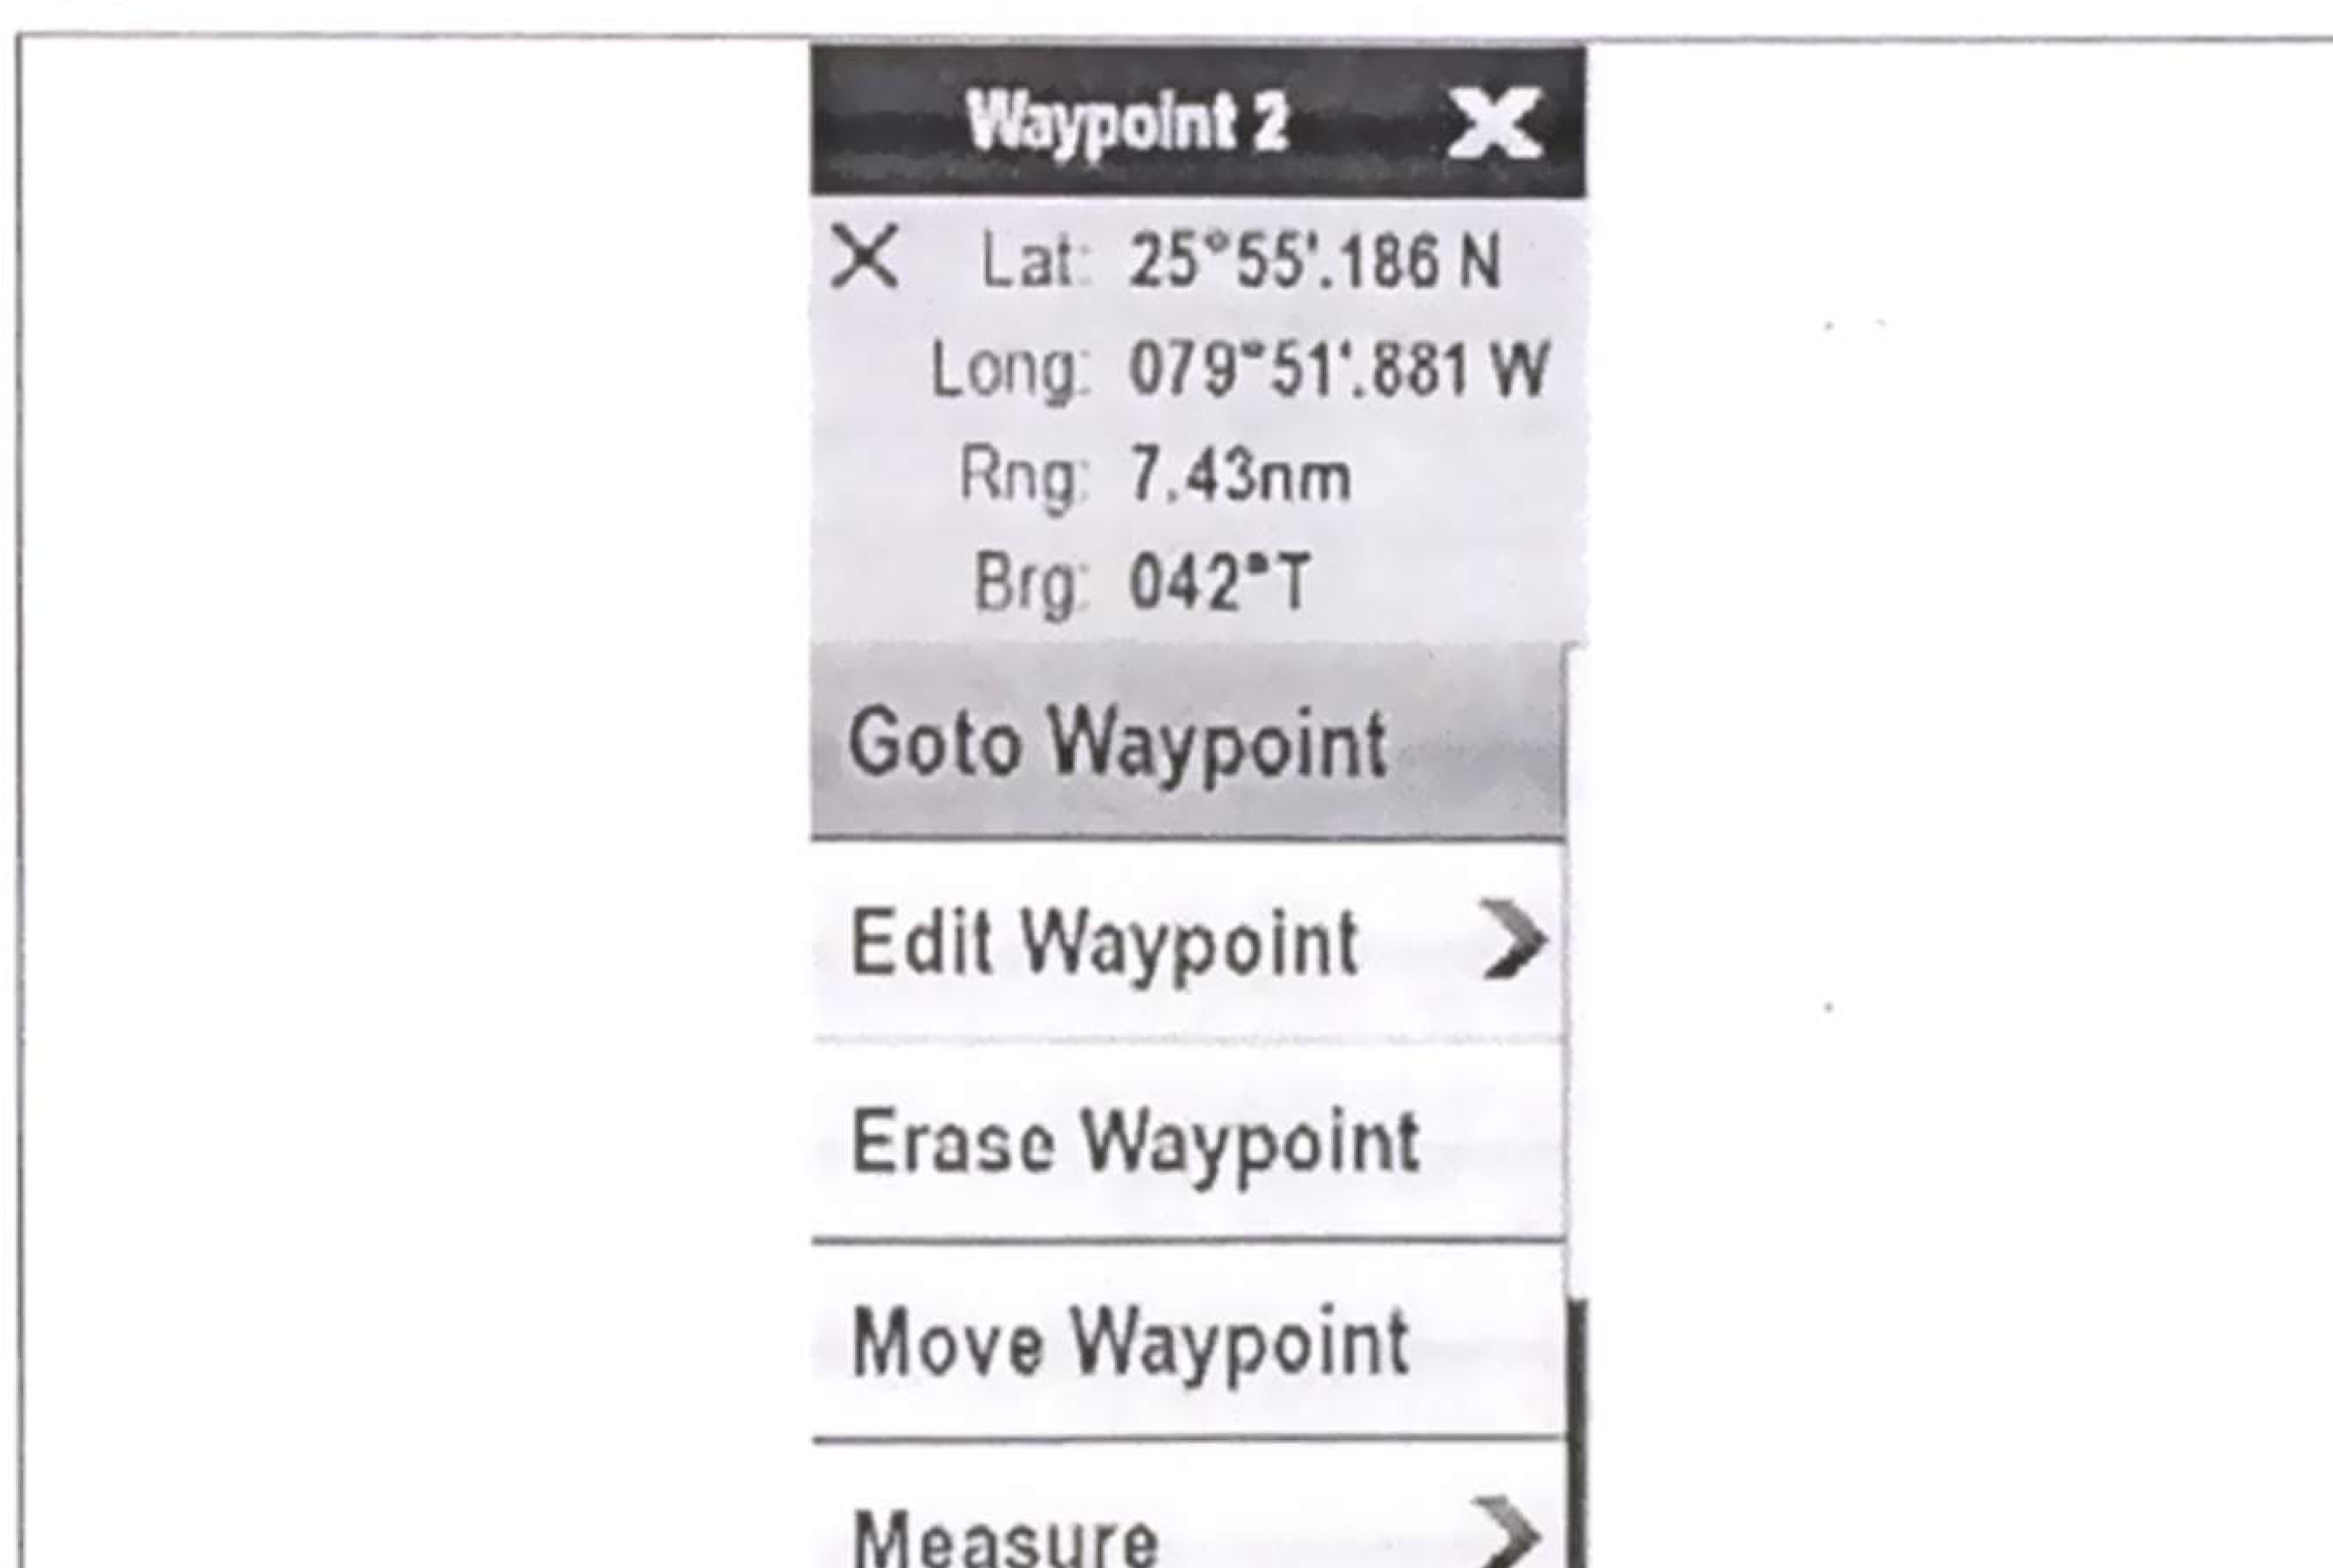 Waypoint 2 X
Lat: 25°55'.186 N
Long: 079°51'.881 W
Rng: 7.43nm
Brg: 042°T
Goto Waypoint
Edit Waypoint
Erase Waypoint
Move Waypoint
Measure